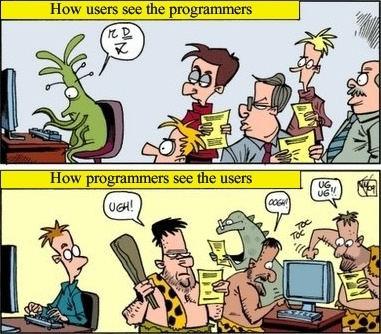 How users see the programmers
How programmers see the users
UGH!
OOGH!
TOC
TOC
UG
UG!!